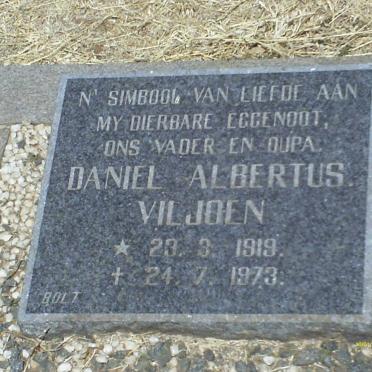 N' SIMBOOL VAN LIEFDE AAN
MY DIERBARE EGGENOOT,
ONS VADER EN OUPA.
DANIEL ALBERTUS.
VILJOEN
★ 23. 3. 1919.
✝ 24. 7. 1973.
BOLT